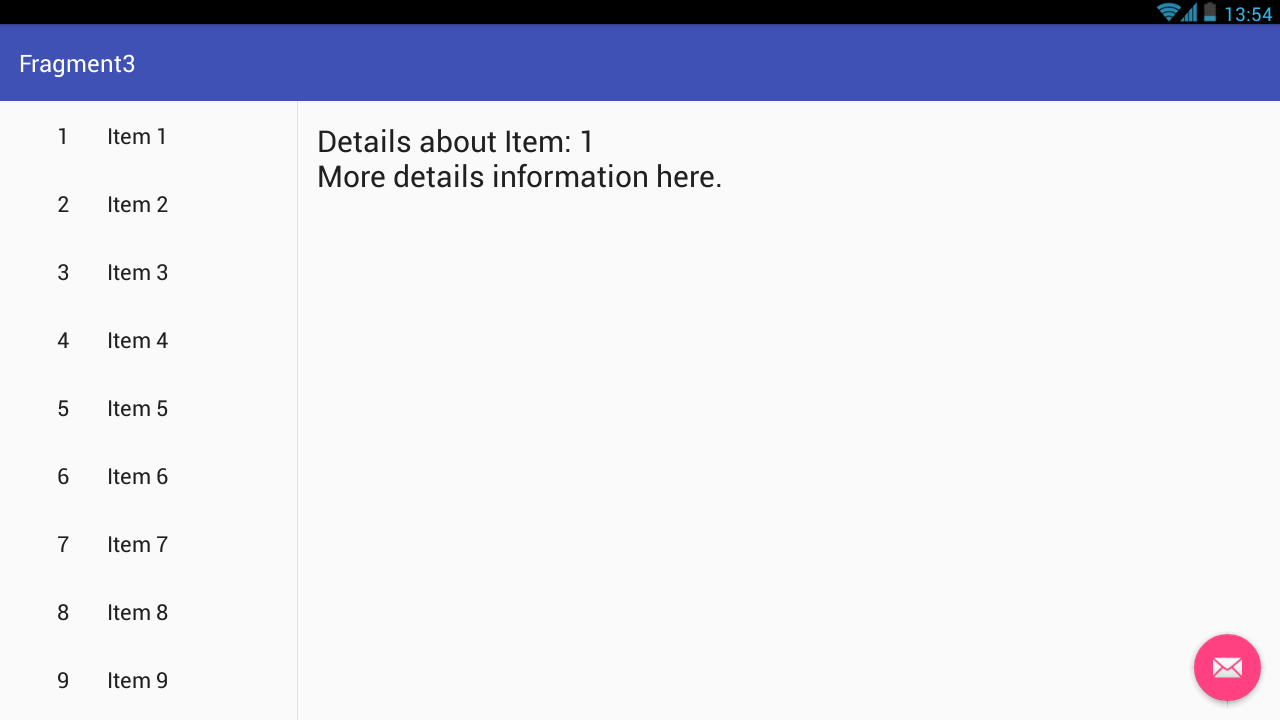 13:54
Fragment3
1 Item 1
2 Item 2
3 Item 3
4 Item 4
5 Item 5
6 Item 6
7 Item 7
8 Item 8
9 Item 9
Details about Item: 1
More details information here.